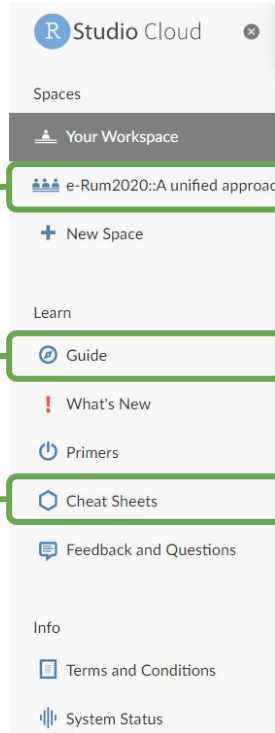 R Studio Cloud
Spaces
Your Workspace
e-Rum2020::A unified approac
New Space
Learn
Guide
What's New
Primers
Cheat Sheets
Feedback and Questions
Info
Terms and Conditions
System Status